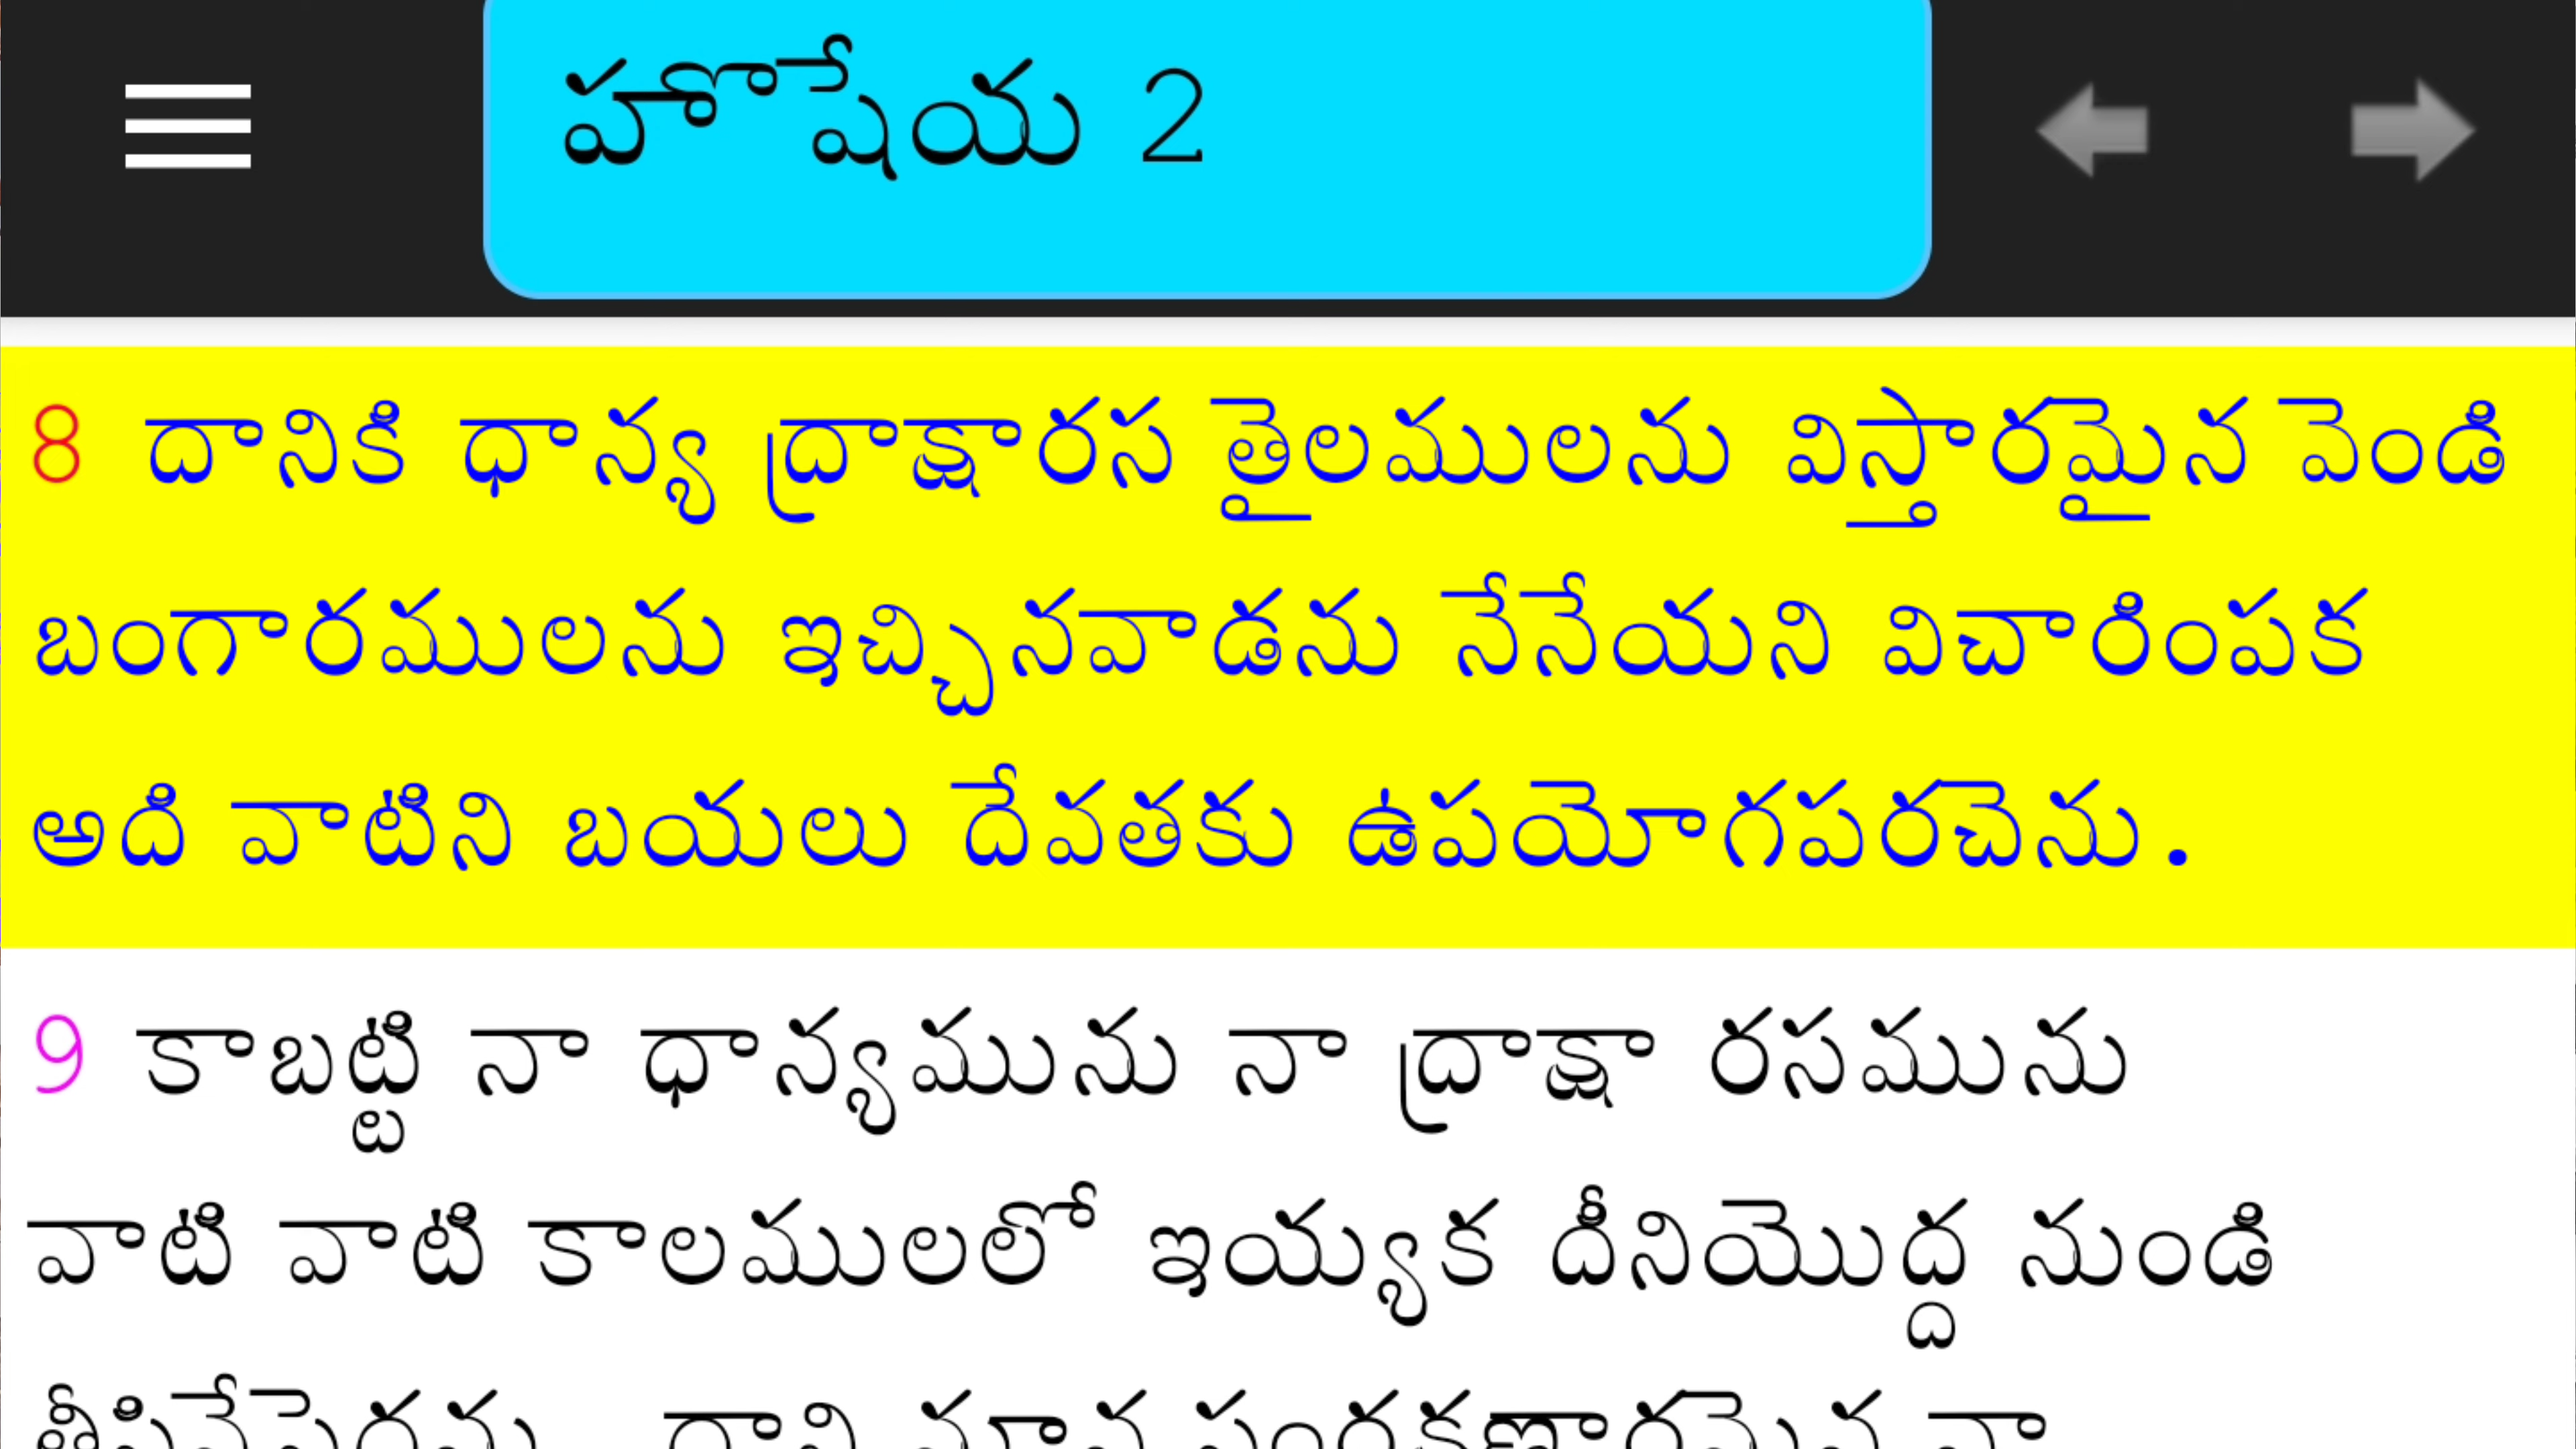 హొషేయ 2
8 దానికి ధాన్య ద్రాక్షారస తైలములను విస్తారమైన వెండి
బంగారములను ఇచ్చినవాడను నేనేయని విచారింపక
అది వాటిని బయలు దేవతకు ఉపయోగపరచెను.
9 కాబట్టి నా ధాన్యమును నా ద్రాక్షా రసమును
వాటి వాటి కాలములలో ఇయ్యక దీనియొద్ద నుండి